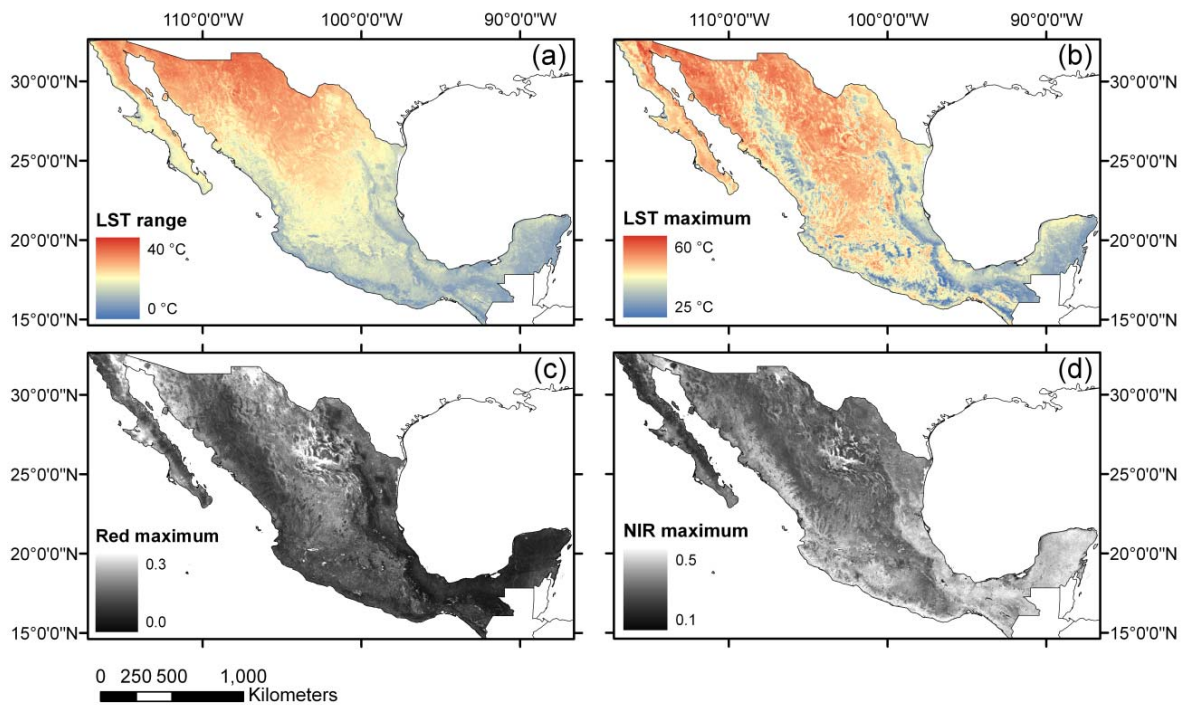 110°0'0"W 100°0'0"W 90°0'0"W 110°0'0"W 100°0'0"W 90°0'0"W
(a) (b)
30°0'0"N 30°0'0"N
25°0'0"N 25°0'0"N
LST range LST maximum
40 °C 60 °C
20°0'0"N 20°0'0"N
0 °C 25 °C
15°0'0"N 15°0'0"N
(c) (d)
30°0'0"N 30°0'0"N
25°0'0"N 25°0'0"N
Red maximum NIR maximum
0.3 0.5
20°0'0"N 20°0'0"N
0.0 0.1
15°0'0"N 15°0'0"N
0 250 500 1,000
Kilometers